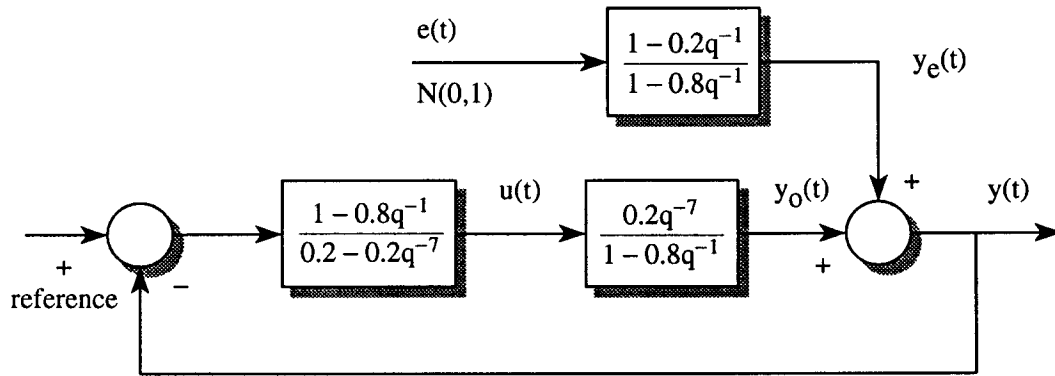 e(t)
N(0,1)
1 − 0.2q⁻¹
1 − 0.8q⁻¹
yₑ(t)
1 − 0.8q⁻¹
0.2 − 0.2q⁻⁷
u(t)
0.2q⁻⁷
1 − 0.8q⁻¹
yₒ(t)
+
y(t)
+
−
+
reference